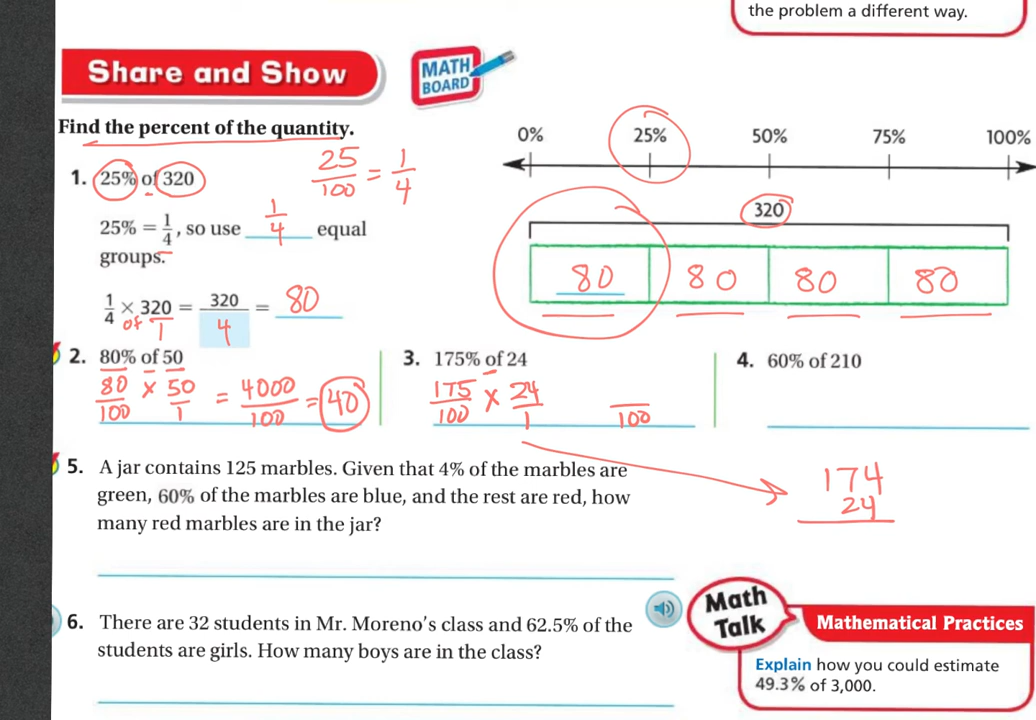 the problem a different way.
Share and Show
MATH
BOARD
Find the percent of the quantity.
0% 25% 50% 75% 100%
1. 25% of 320
25/100 = 1/4
320
25% = 1/4, so use 1/4 equal
groups.
80 80 80 80
1/4 × 320 = 320/4 = 80
of 1
2. 80% of 50
80/100 × 50/1 = 4000/100 = 40
3. 175% of 24
175/100 × 24/1 /100
4. 60% of 210
174
24
5. A jar contains 125 marbles. Given that 4% of the marbles are
green, 60% of the marbles are blue, and the rest are red, how
many red marbles are in the jar?
6. There are 32 students in Mr. Moreno's class and 62.5% of the
students are girls. How many boys are in the class?
Math
Talk
Mathematical Practices
Explain how you could estimate
49.3% of 3,000.